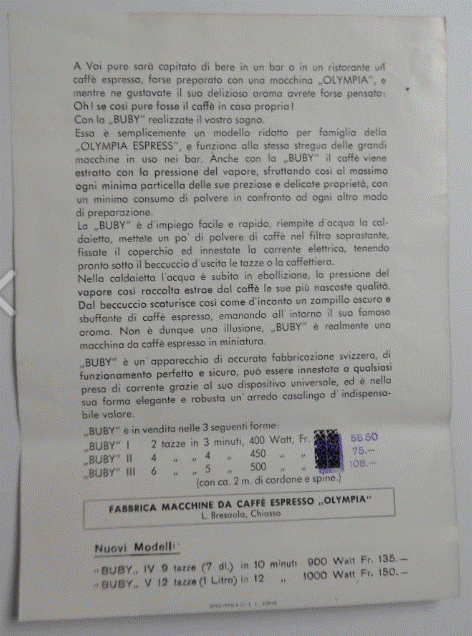 A Voi pure sarà capitato di bere in un bar o in un ristorante un
caffè espresso, forse preparato con una macchina „OLYMPIA", e
mentre ne gustavate il suo delizioso aroma avrete forse pensato:
Oh! se così pure fosse il caffè in casa propria!
Con la „BUBY" realizzate il vostro sogno.
Essa è semplicemente un modello ridotto per famiglia della
„OLYMPIA ESPRESS", e funziona alla stessa stregua delle grandi
macchine in uso nei bar. Anche con la „BUBY" il caffè viene
estratto con la pressione del vapore, sfruttando così al massimo
ogni minima particella delle sue preziose e delicate proprietà, con
un minimo consumo di polvere in confronto ad ogni altro modo
di preparazione.
La „BUBY" è d'impiego facile e rapido, riempite d'acqua la cal-
daietta, mettete un po' di polvere di caffè nel filtro soprastante,
fissate il coperchio ed innestate la corrente elettrica, tenendo
pronto sotto il beccuccio d'uscita le tazze o la caffettiera.
Nella caldaietta l'acqua è subito in ebollizione, la pressione del
vapore così raccolta estrae dal caffè le sue più nascoste qualità.
Dal beccuccio scaturisce così come d'incanto un zampillo oscuro e
sbuffante di caffè espresso, emanando all'intorno il suo famoso
aroma. Non è dunque una illusione, „BUBY" è realmente una
macchina da caffè espresso in miniatura.
„BUBY" è un apparecchio di accurata fabbricazione svizzera, di
funzionamento perfetto e sicuro, può essere innestata a qualsiasi
presa di corrente grazie al suo dispositivo universale, ed è nella
sua forma elegante e robusta un' arredo casalingo d' indispensa-
bile valore.
„BUBY" è in vendita nelle 3 seguenti forme:
„BUBY" I 2 tazze in 3 minuti, 400 Watt, Fr. 56.50
„BUBY" II 4 „ „ 4 „ 450 „ „ 75.—
„BUBY" III 6 „ „ 5 „ 500 „ „ 108.—
(con ca. 2 m. di cordone e spine.)
FABBRICA MACCHINE DA CAFFÈ ESPRESSO „OLYMPIA"
L. Bresaola, Chiasso
Nuovi Modelli:
"BUBY„ IV 9 tazze (7 dl.) in 10 minuti 900 Watt Fr. 135.—
"BUBY„ V 12 tazze (1 Litro) in 12 „ 1000 Watt Fr. 150.—